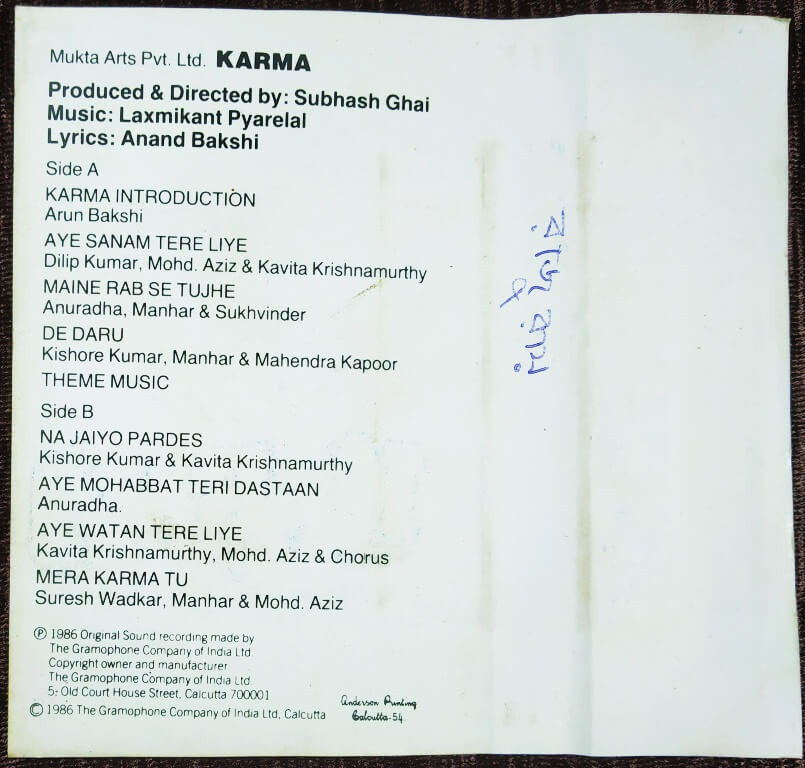 Mukta Arts Pvt. Ltd. KARMA
Produced & Directed by: Subhash Ghai
Music: Laxmikant Pyarelal
Lyrics: Anand Bakshi
Side A
KARMA INTRODUCTION
Arun Bakshi
AYE SANAM TERE LIYE
Dilip Kumar, Mohd. Aziz & Kavita Krishnamurthy
MAINE RAB SE TUJHE
Anuradha, Manhar & Sukhvinder
DE DARU
Kishore Kumar, Manhar & Mahendra Kapoor
THEME MUSIC
Side B
NA JAIYO PARDES
Kishore Kumar & Kavita Krishnamurthy
AYE MOHABBAT TERI DASTAAN
Anuradha.
AYE WATAN TERE LIYE
Kavita Krishnamurthy, Mohd. Aziz & Chorus
MERA KARMA TU
Suresh Wadkar, Manhar & Mohd. Aziz
Ⓟ 1986 Original Sound recording made by
The Gramophone Company of India Ltd.
Copyright owner and manufacturer
The Gramophone Company of India Ltd.
5, Old Court House Street, Calcutta 700001
© 1986 The Gramophone Company of India Ltd, Calcutta
Anderson Printing
Calcutta-54